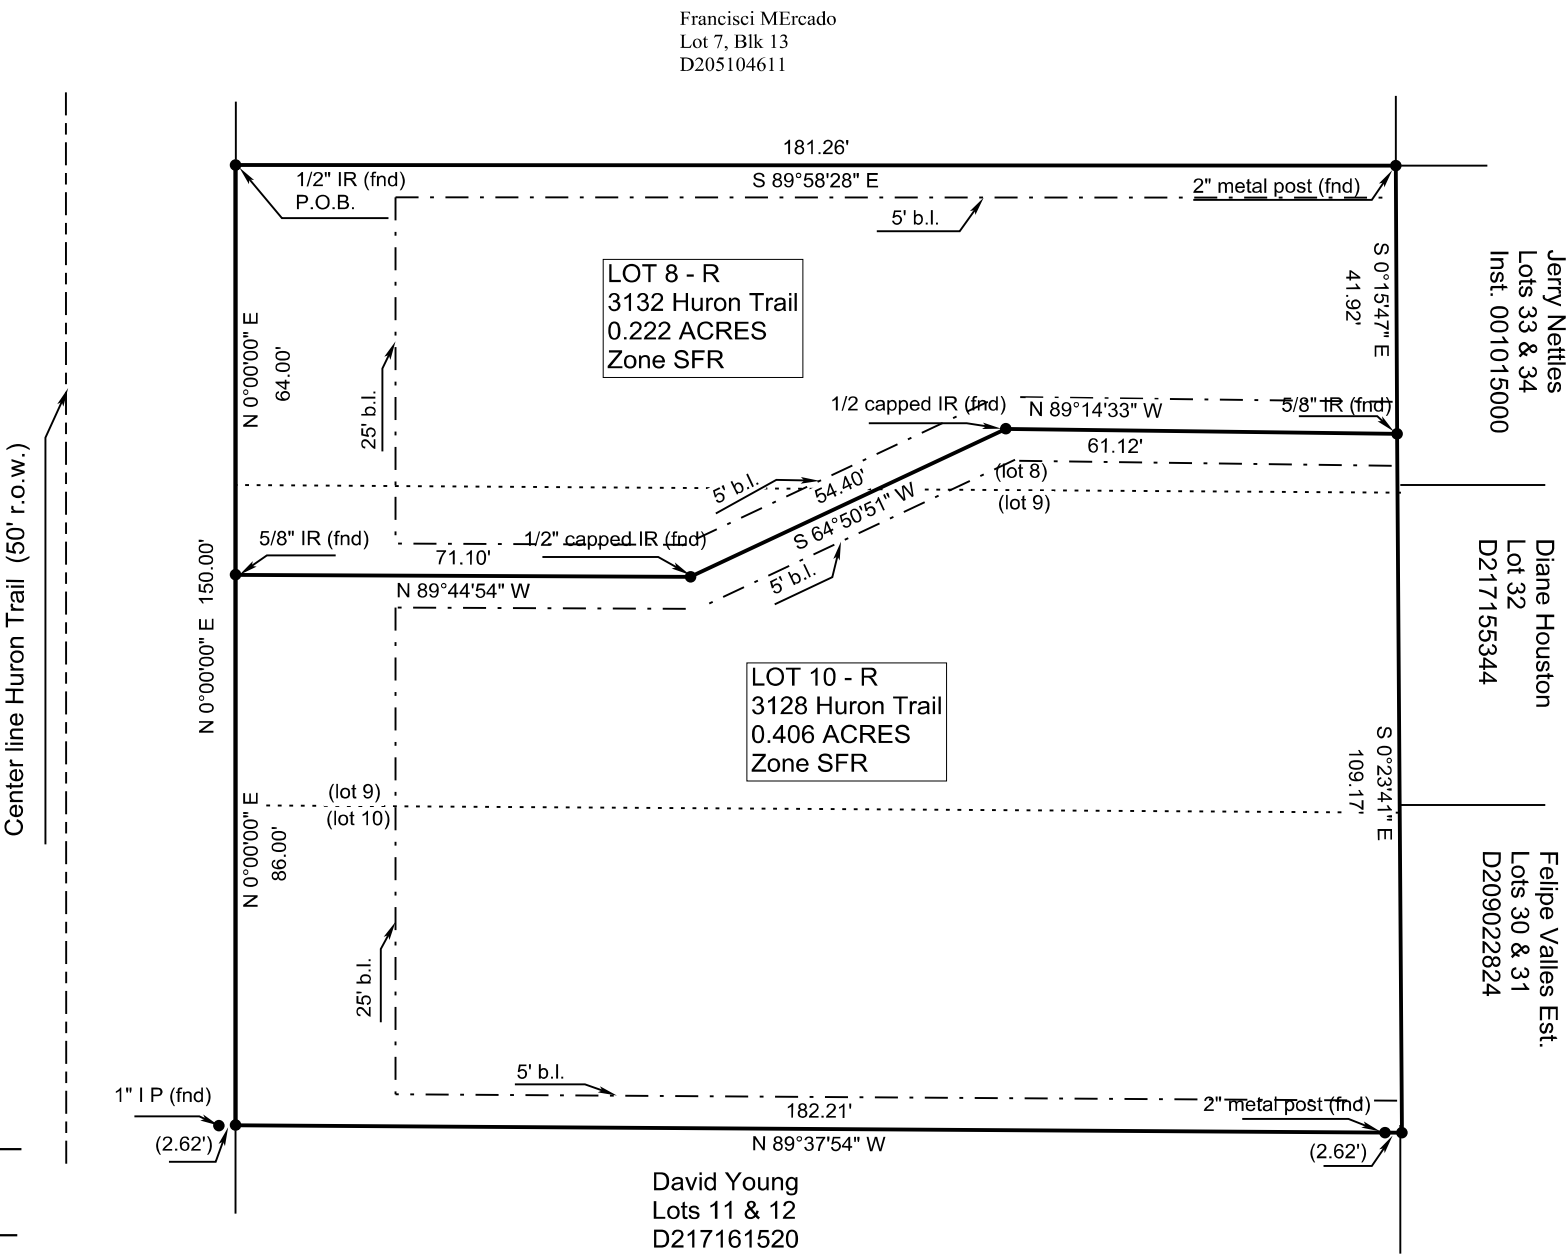 Francisci MErcado
Lot 7, Blk 13
D205104611
181.26'
S 89°58'28" E
1/2" IR (fnd)
P.O.B.
2" metal post (fnd)
5' b.l.
LOT 8 - R
3132 Huron Trail
0.222 ACRES
Zone SFR
S 0°15'47" E
41.92'
Jerry Nettles
Lots 33 & 34
Inst. 001015000
N 0°00'00" E
64.00'
25' b.l.
1/2 capped IR (fnd)
N 89°14'33" W
5/8" IR (fnd)
61.12'
(lot 8)
(lot 9)
5' b.l.
54.40'
S 64°50'51" W
5' b.l.
5/8" IR (fnd)
71.10'
1/2" capped IR (fnd)
N 89°44'54" W
Center line Huron Trail (50' r.o.w.)
N 0°00'00" E 150.00'
Diane Houston
Lot 32
D217155344
LOT 10 - R
3128 Huron Trail
0.406 ACRES
Zone SFR
S 0°23'41" E
109.17'
(lot 9)
(lot 10)
N 0°00'00" E
86.00'
25' b.l.
Felipe Valles Est.
Lots 30 & 31
D209022824
5' b.l.
1" I P (fnd)
(2.62')
182.21'
N 89°37'54" W
2" metal post (fnd)
(2.62')
David Young
Lots 11 & 12
D217161520